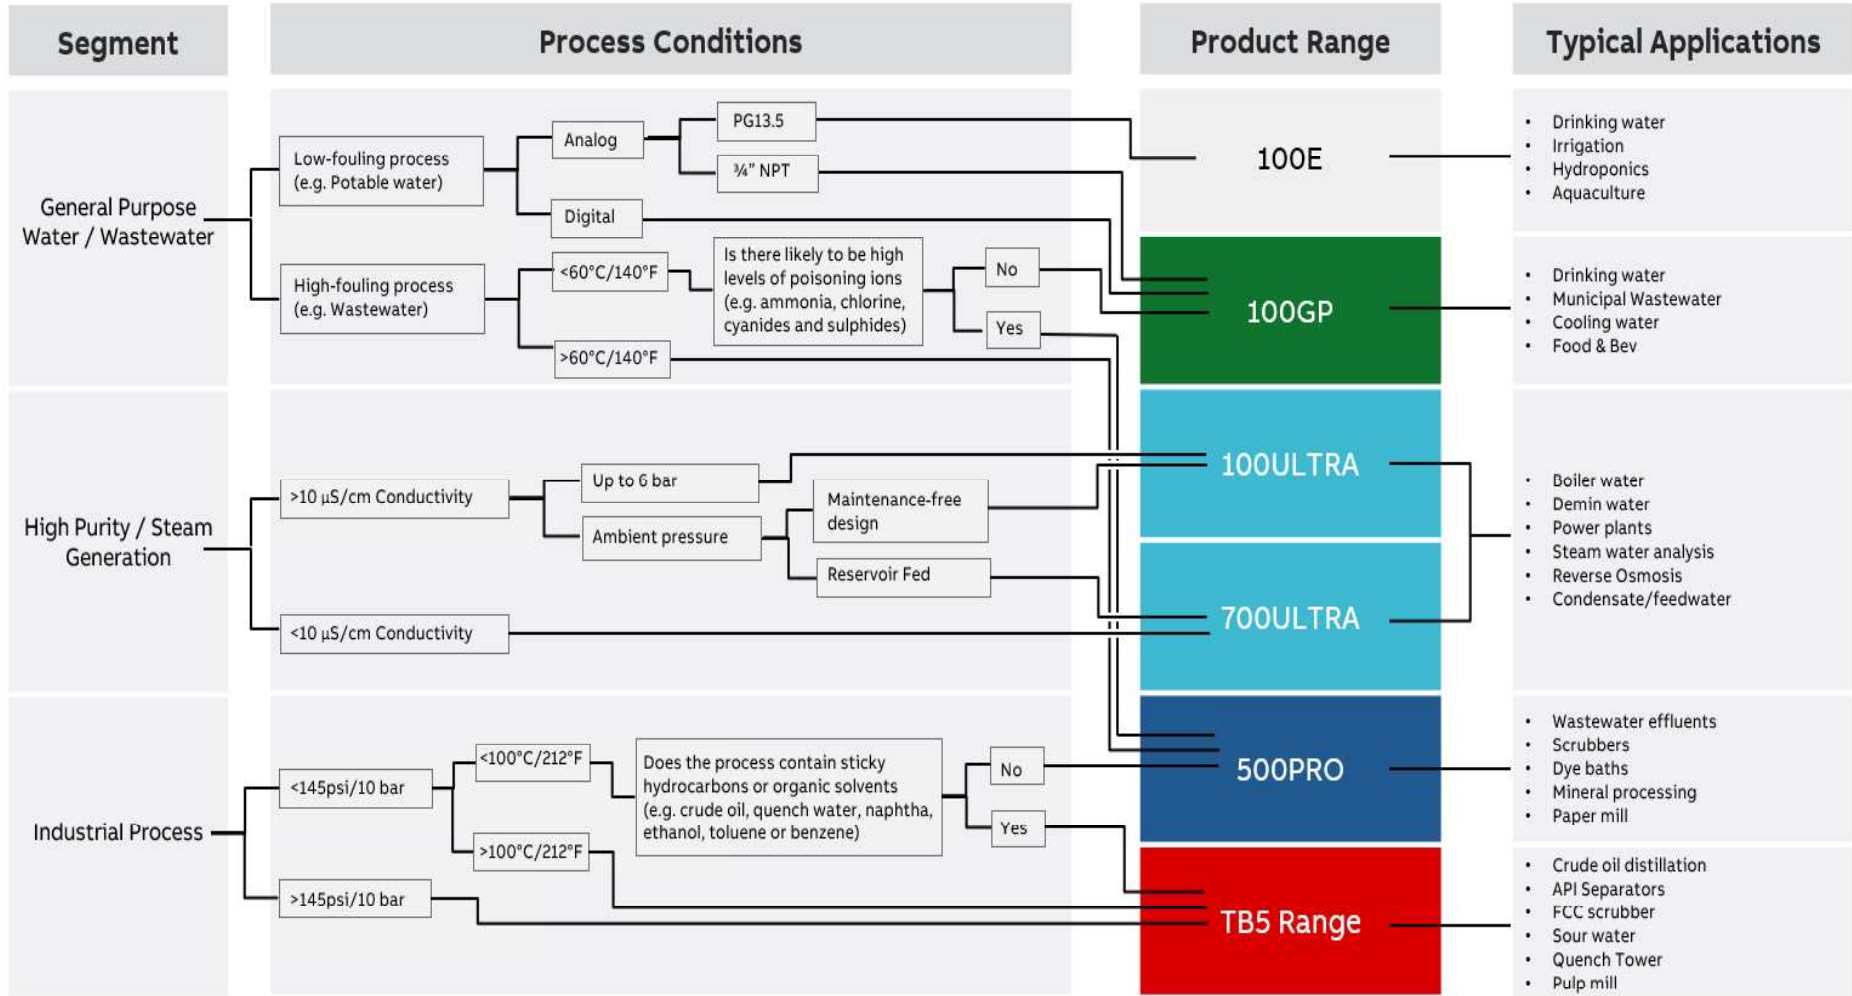 Segment
Process Conditions
Product Range
Typical Applications
General Purpose
Water / Wastewater
Low-fouling process
(e.g. Potable water)
Analog
PG13.5
¾" NPT
Digital
High-fouling process
(e.g. Wastewater)
<60°C/140°F
>60°C/140°F
Is there likely to be high
levels of poisoning ions
(e.g. ammonia, chlorine,
cyanides and sulphides)
No
Yes
100E
• Drinking water
• Irrigation
• Hydroponics
• Aquaculture
100GP
• Drinking water
• Municipal Wastewater
• Cooling water
• Food & Bev
High Purity / Steam
Generation
>10 µS/cm Conductivity
Up to 6 bar
Ambient pressure
Maintenance-free
design
Reservoir Fed
<10 µS/cm Conductivity
100ULTRA
700ULTRA
• Boiler water
• Demin water
• Power plants
• Steam water analysis
• Reverse Osmosis
• Condensate/feedwater
Industrial Process
<145psi/10 bar
>145psi/10 bar
<100°C/212°F
>100°C/212°F
Does the process contain sticky
hydrocarbons or organic solvents
(e.g. crude oil, quench water, naphtha,
ethanol, toluene or benzene)
No
Yes
500PRO
• Wastewater effluents
• Scrubbers
• Dye baths
• Mineral processing
• Paper mill
TB5 Range
• Crude oil distillation
• API Separators
• FCC scrubber
• Sour water
• Quench Tower
• Pulp mill